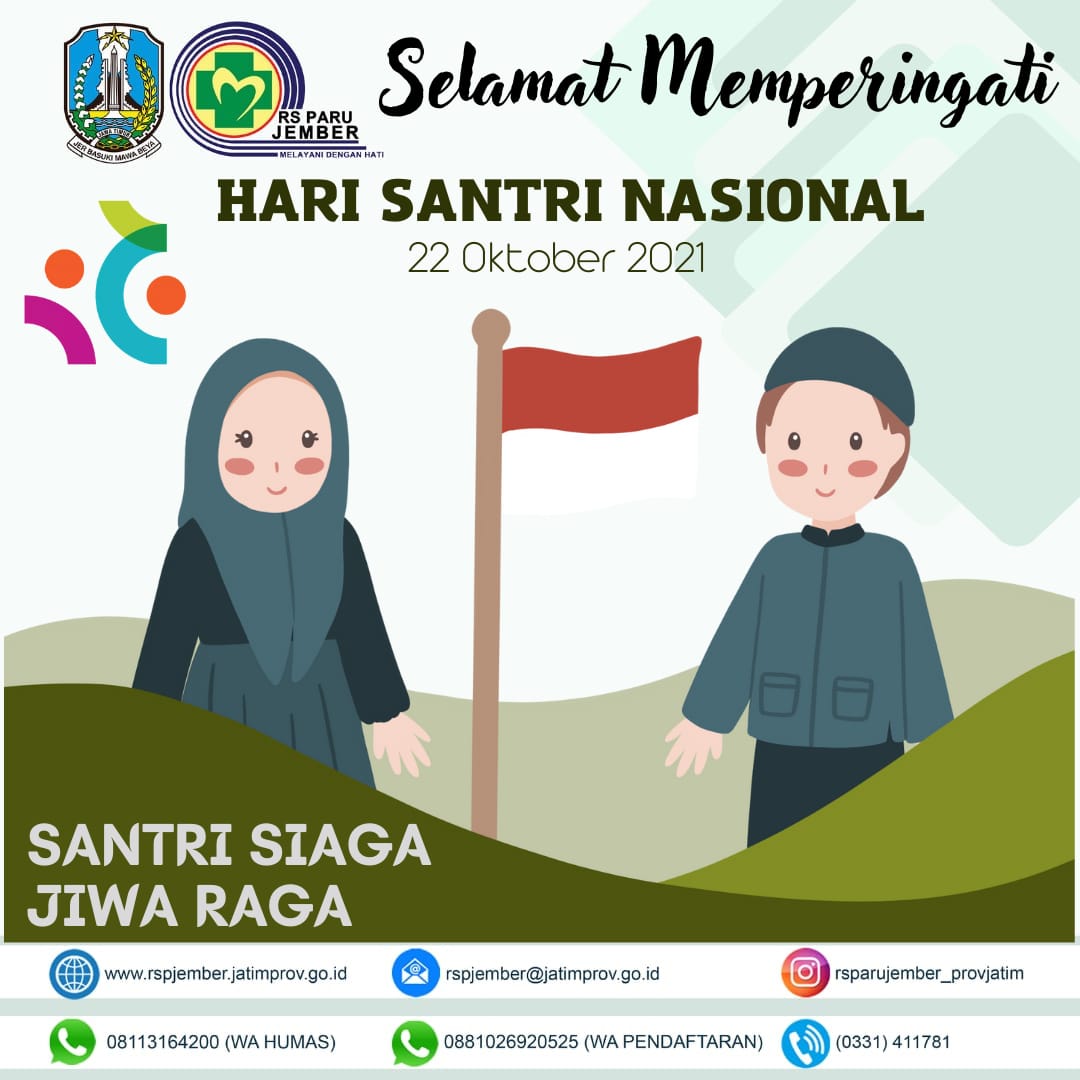 JAWA TIMUR
JER BASUKI MAWA BEYA
RS PARU
JEMBER
MELAYANI DENGAN HATI
Selamat Memperingati
HARI SANTRI NASIONAL
22 Oktober 2021
SANTRI SIAGA
JIWA RAGA
www.rspjember.jatimprov.go.id
rspjember@jatimprov.go.id
rsparujember_provjatim
08113164200 (WA HUMAS)
0881026920525 (WA PENDAFTARAN)
(0331) 411781